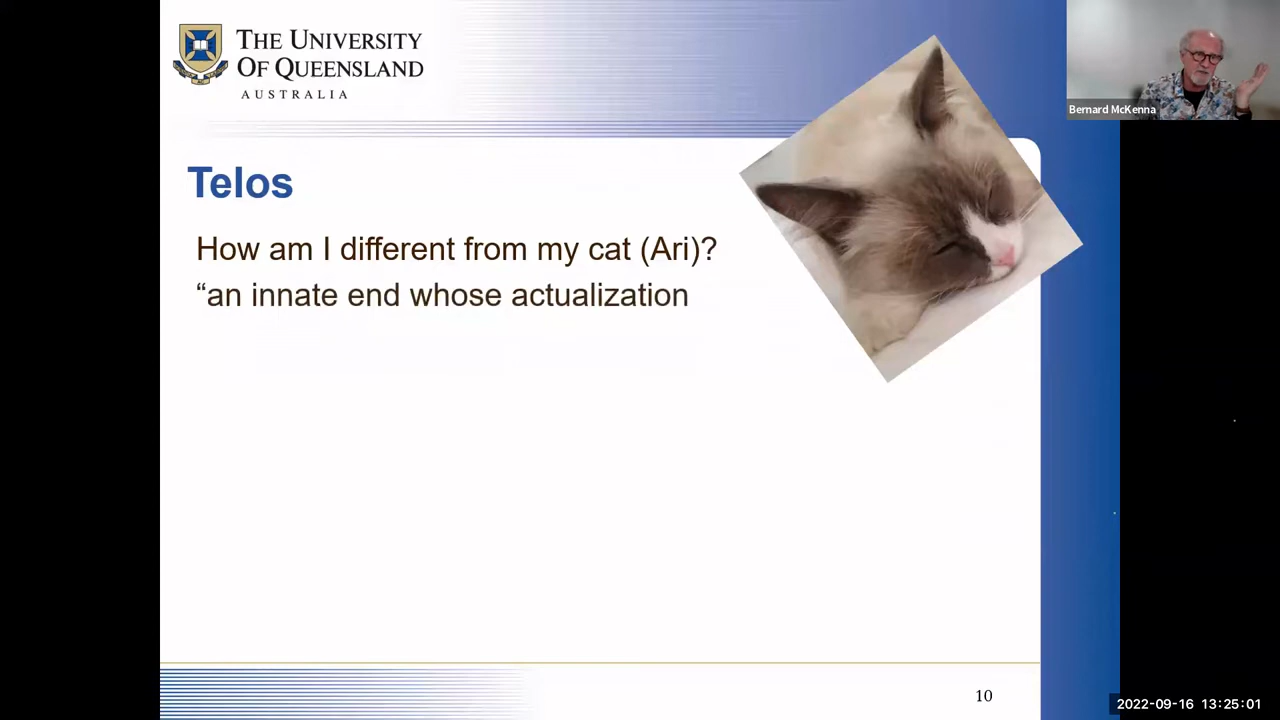 THE UNIVERSITY
OF QUEENSLAND
AUSTRALIA
Bernard McKenna
Telos
How am I different from my cat (Ari)?
“an innate end whose actualization
10
2022-09-16 13:25:01